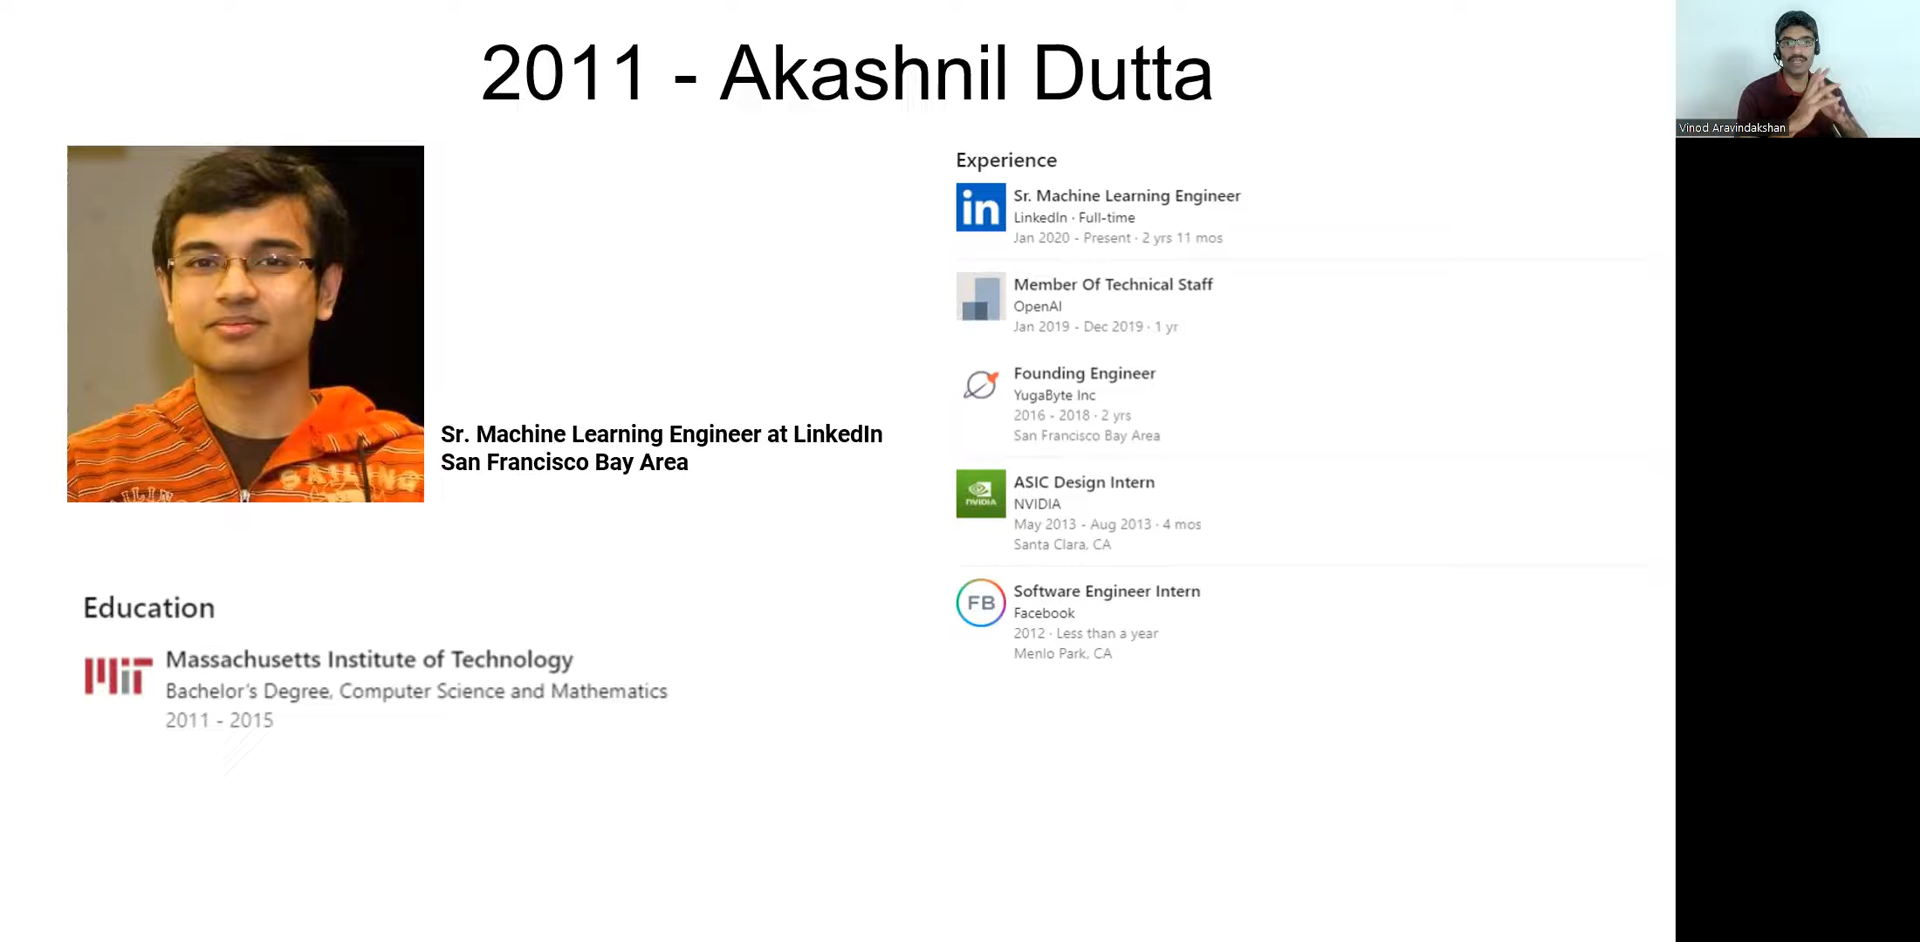 2011 - Akashnil Dutta
Vinod Aravindakshan
Sr. Machine Learning Engineer at LinkedIn
San Francisco Bay Area
Education
MIT
Massachusetts Institute of Technology
Bachelor's Degree, Computer Science and Mathematics
2011 - 2015
Experience
in
Sr. Machine Learning Engineer
LinkedIn · Full-time
Jan 2020 - Present · 2 yrs 11 mos
Member Of Technical Staff
OpenAI
Jan 2019 - Dec 2019 · 1 yr
Founding Engineer
YugaByte Inc
2016 - 2018 · 2 yrs
San Francisco Bay Area
NVIDIA
ASIC Design Intern
NVIDIA
May 2013 - Aug 2013 · 4 mos
Santa Clara, CA
FB
Software Engineer Intern
Facebook
2012 · Less than a year
Menlo Park, CA